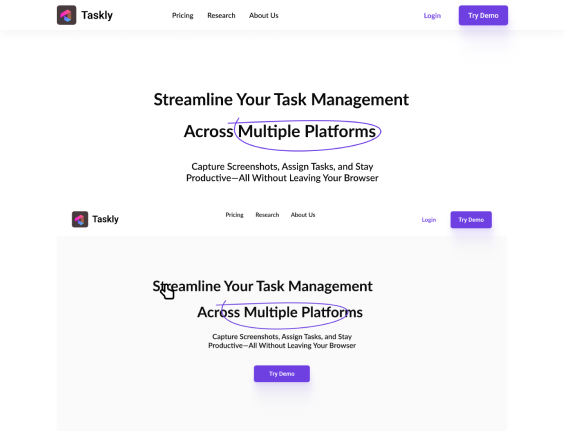 Taskly
Pricing Research About Us
Login
Try Demo
Streamline Your Task Management
Across Multiple Platforms
Capture Screenshots, Assign Tasks, and Stay
Productive—All Without Leaving Your Browser
Taskly
Pricing Research About Us
Login
Try Demo
Streamline Your Task Management
Across Multiple Platforms
Capture Screenshots, Assign Tasks, and Stay
Productive—All Without Leaving Your Browser
Try Demo